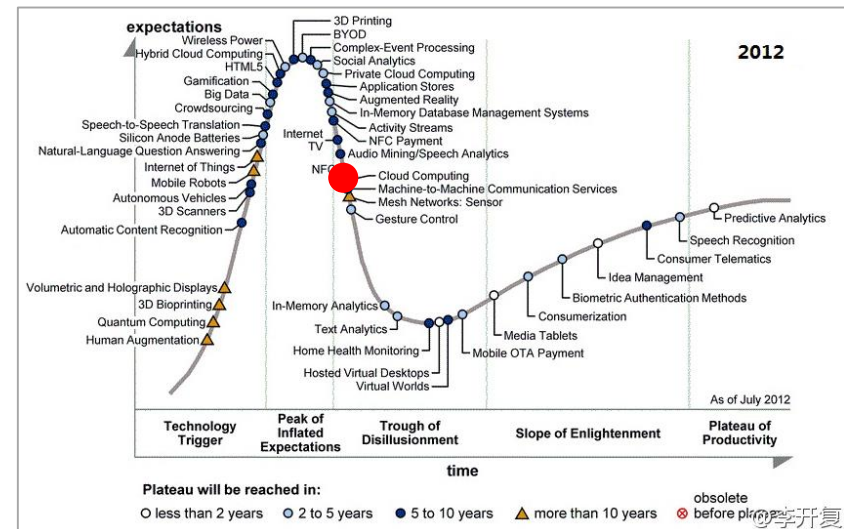 expectations
2012
3D Printing
BYOD
Wireless Power
Complex-Event Processing
Hybrid Cloud Computing
Social Analytics
HTML5
Private Cloud Computing
Gamification
Application Stores
Big Data
Augmented Reality
Crowdsourcing
In-Memory Database Management Systems
Speech-to-Speech Translation
Activity Streams
Silicon Anode Batteries
Internet
TV
NFC Payment
Natural-Language Question Answering
Audio Mining/Speech Analytics
Internet of Things
NFC
Cloud Computing
Mobile Robots
Machine-to-Machine Communication Services
Autonomous Vehicles
Mesh Networks: Sensor
3D Scanners
Gesture Control
Automatic Content Recognition
Predictive Analytics
Speech Recognition
Consumer Telematics
Idea Management
Volumetric and Holographic Displays
Biometric Authentication Methods
3D Bioprinting
In-Memory Analytics
Consumerization
Quantum Computing
Text Analytics
Media Tablets
Human Augmentation
Home Health Monitoring
Mobile OTA Payment
Hosted Virtual Desktops
Virtual Worlds
As of July 2012
Technology
Trigger
Peak of
Inflated
Expectations
Trough of
Disillusionment
Slope of Enlightenment
Plateau of
Productivity
time
Plateau will be reached in:
less than 2 years
2 to 5 years
5 to 10 years
more than 10 years
obsolete
before
@李开复